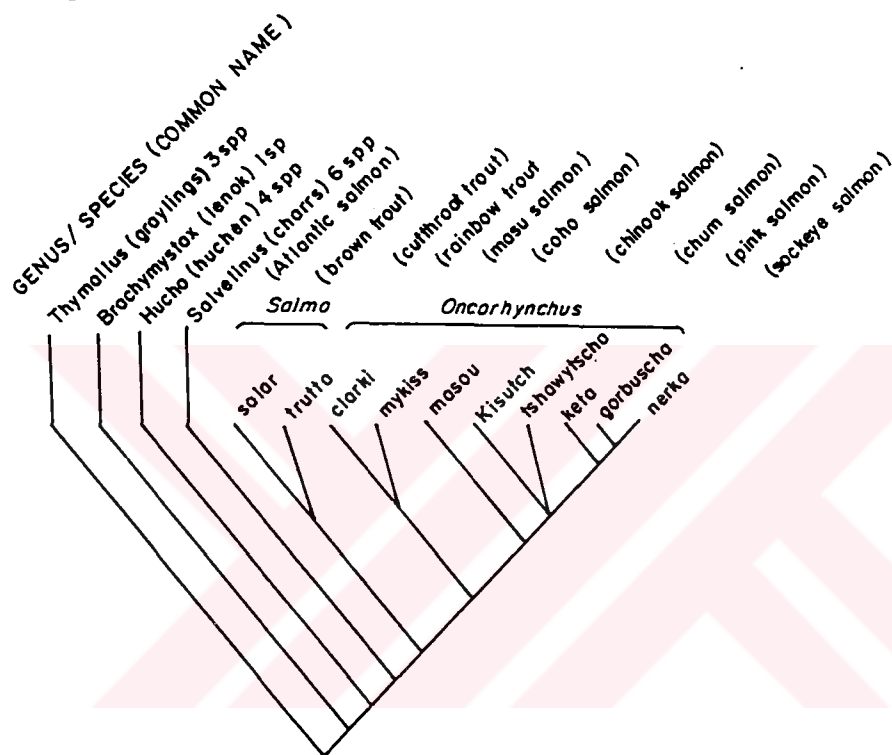 GENUS/ SPECIES (COMMON NAME)
Thymallus (graylings) 3 spp
Brachymystax (lenok) 1sp
Hucho (huchen) 4 spp
Salvelinus (charrs) 6 spp
(Atlantic salmon)
(brown trout)
(cutthroat trout)
(rainbow trout
(masu salmon)
(coho salmon)
(chinook salmon)
(chum salmon)
(pink salmon)
(sockeye salmon)
Salmo
Oncorhynchus
salar
trutta
clarki
mykiss
masou
Kisutch
tshawytscha
keta
gorbuscha
nerka